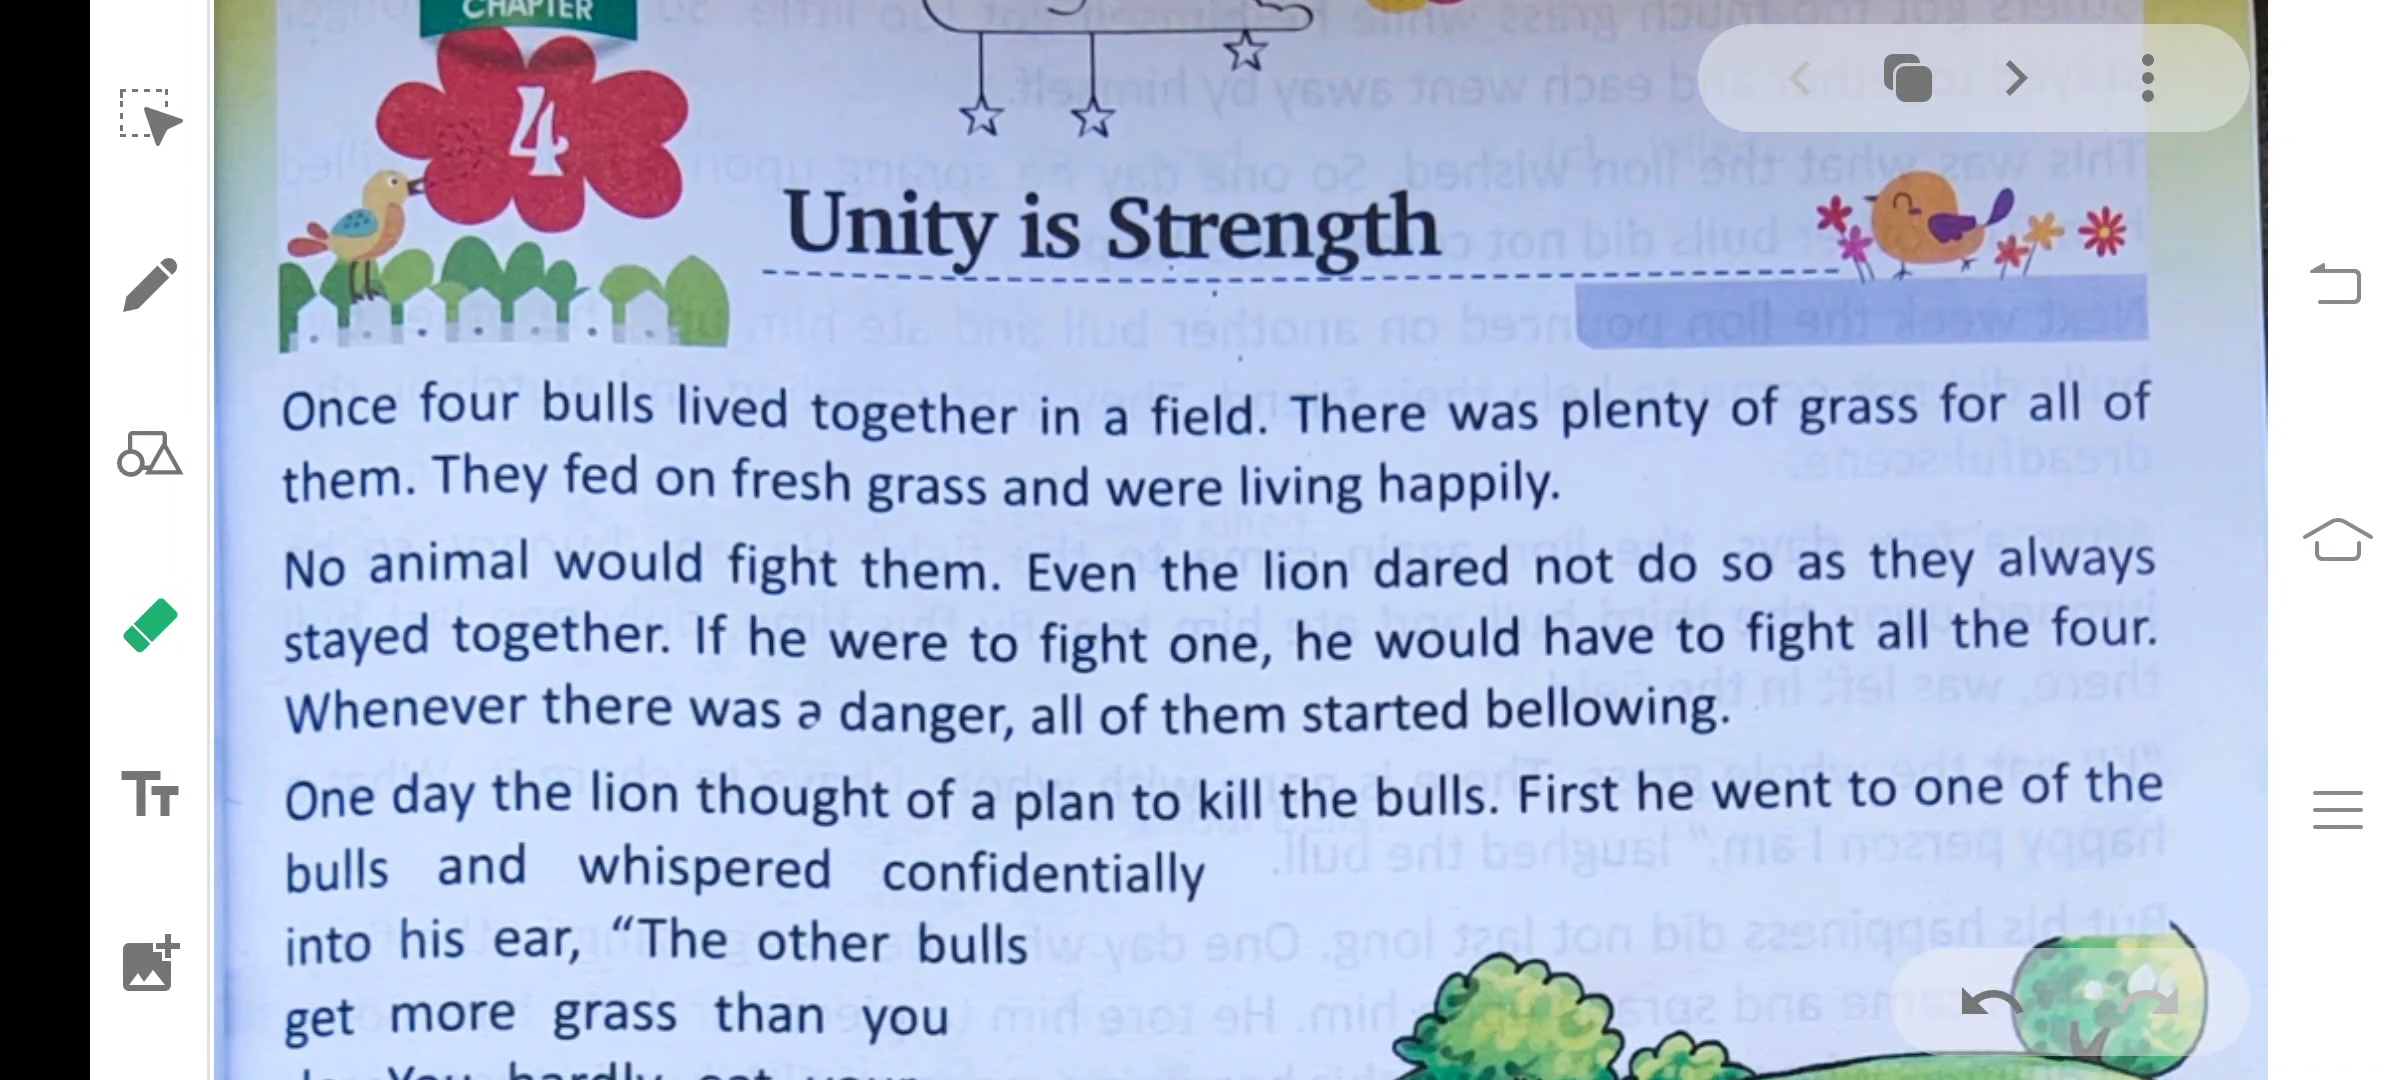 CHAPTER
4
Unity is Strength
Once four bulls lived together in a field. There was plenty of grass for all of
them. They fed on fresh grass and were living happily.
No animal would fight them. Even the lion dared not do so as they always
stayed together. If he were to fight one, he would have to fight all the four.
Whenever there was a danger, all of them started bellowing.
One day the lion thought of a plan to kill the bulls. First he went to one of the
bulls and whispered confidentially
into his ear, “The other bulls
get more grass than you
You hardly